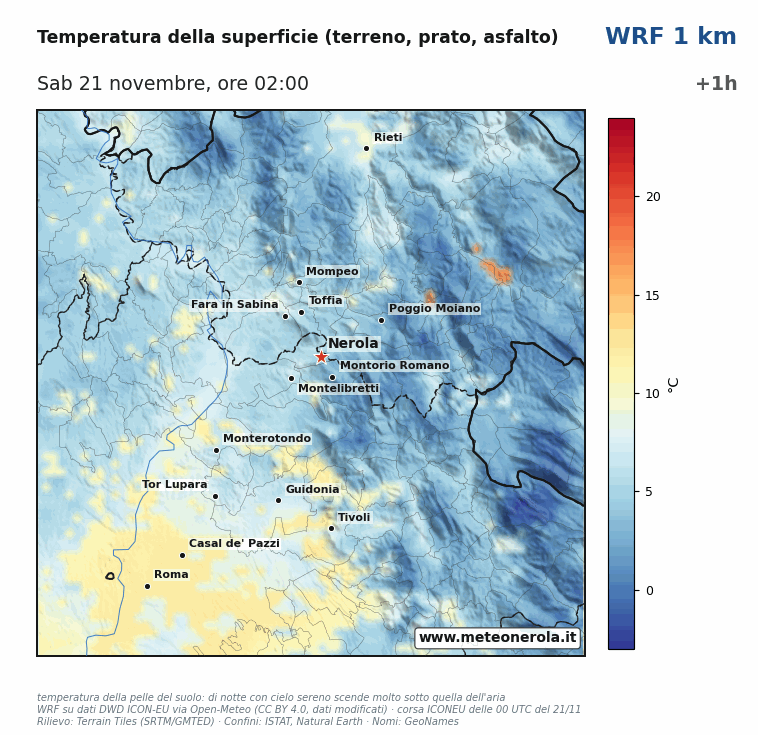 Temperatura della superficie (terreno, prato, asfalto)
WRF 1 km
Sab 21 novembre, ore 02:00
+1h
Rieti
Mompeo
Fara in Sabina
Toffia
Poggio Moiano
Nerola
Montorio Romano
Montelibretti
Monterotondo
Tor Lupara
Guidonia
Tivoli
Casal de' Pazzi
Roma
www.meteonerola.it
20
15
10
5
0
°C
temperatura della pelle del suolo: di notte con cielo sereno scende molto sotto quella dell'aria
WRF su dati DWD ICON-EU via Open-Meteo (CC BY 4.0, dati modificati) · corsa ICONEU delle 00 UTC del 21/11
Rilievo: Terrain Tiles (SRTM/GMTED) · Confini: ISTAT, Natural Earth · Nomi: GeoNames